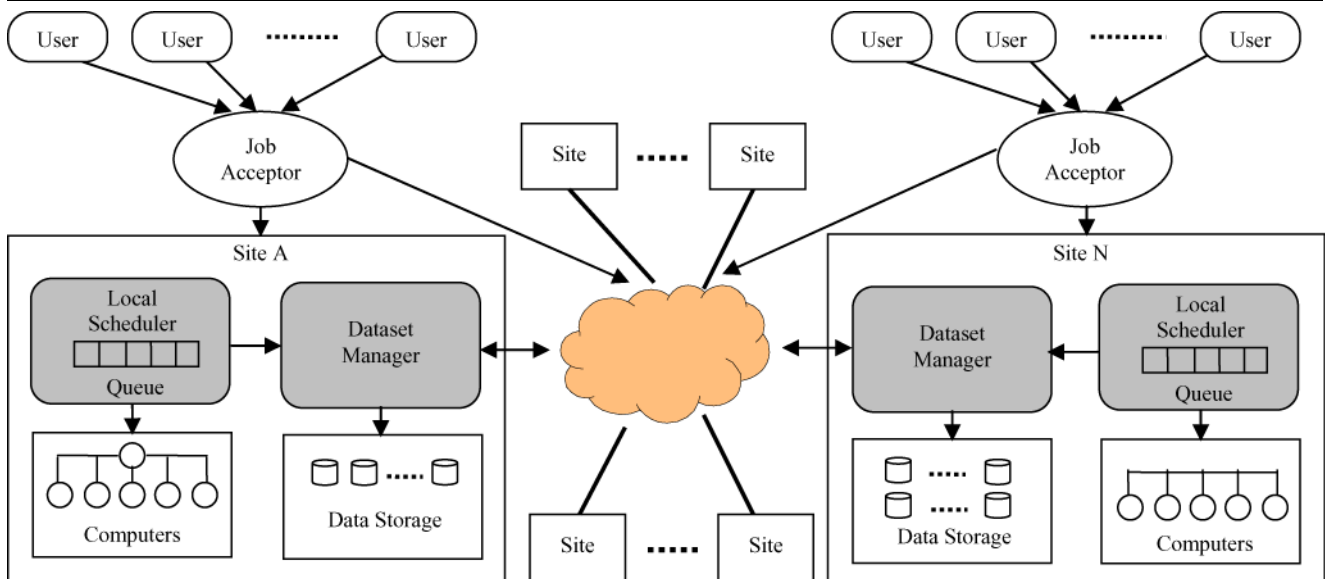 User
User
User
User
User
User
Job
Acceptor
Job
Acceptor
Site
Site
Site A
Local
Scheduler
Queue
Dataset
Manager
Computers
Data Storage
Site N
Dataset
Manager
Local
Scheduler
Queue
Data Storage
Computers
Site
Site